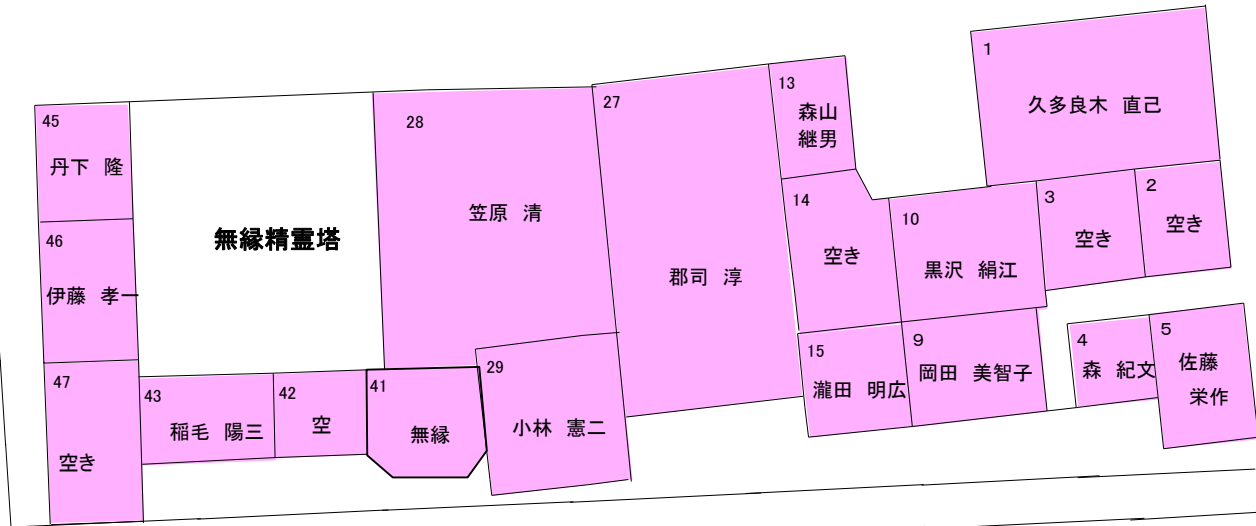 1
久多良木 直己
2
空き
3
空き
13
森山
継男
27
郡司 淳
28
笠原 清
45
丹下 隆
無縁精霊塔
14
空き
10
黒沢 絹江
46
伊藤 孝一
5
佐藤
栄作
4
森 紀文
9
岡田 美智子
15
瀧田 明広
29
小林 憲二
41
無縁
42
空
43
稲毛 陽三
47
空き